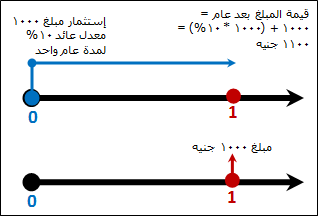 إستثمار مبلغ ١٠٠٠
معدل عائد ١٠%
لمدة عام واحد
قيمة المبلغ بعد عام =
١٠٠٠ + (١٠٠٠ * ١٠%) =
١١٠٠ جنيه
0
1
مبلغ ١٠٠٠ جنيه
0
1